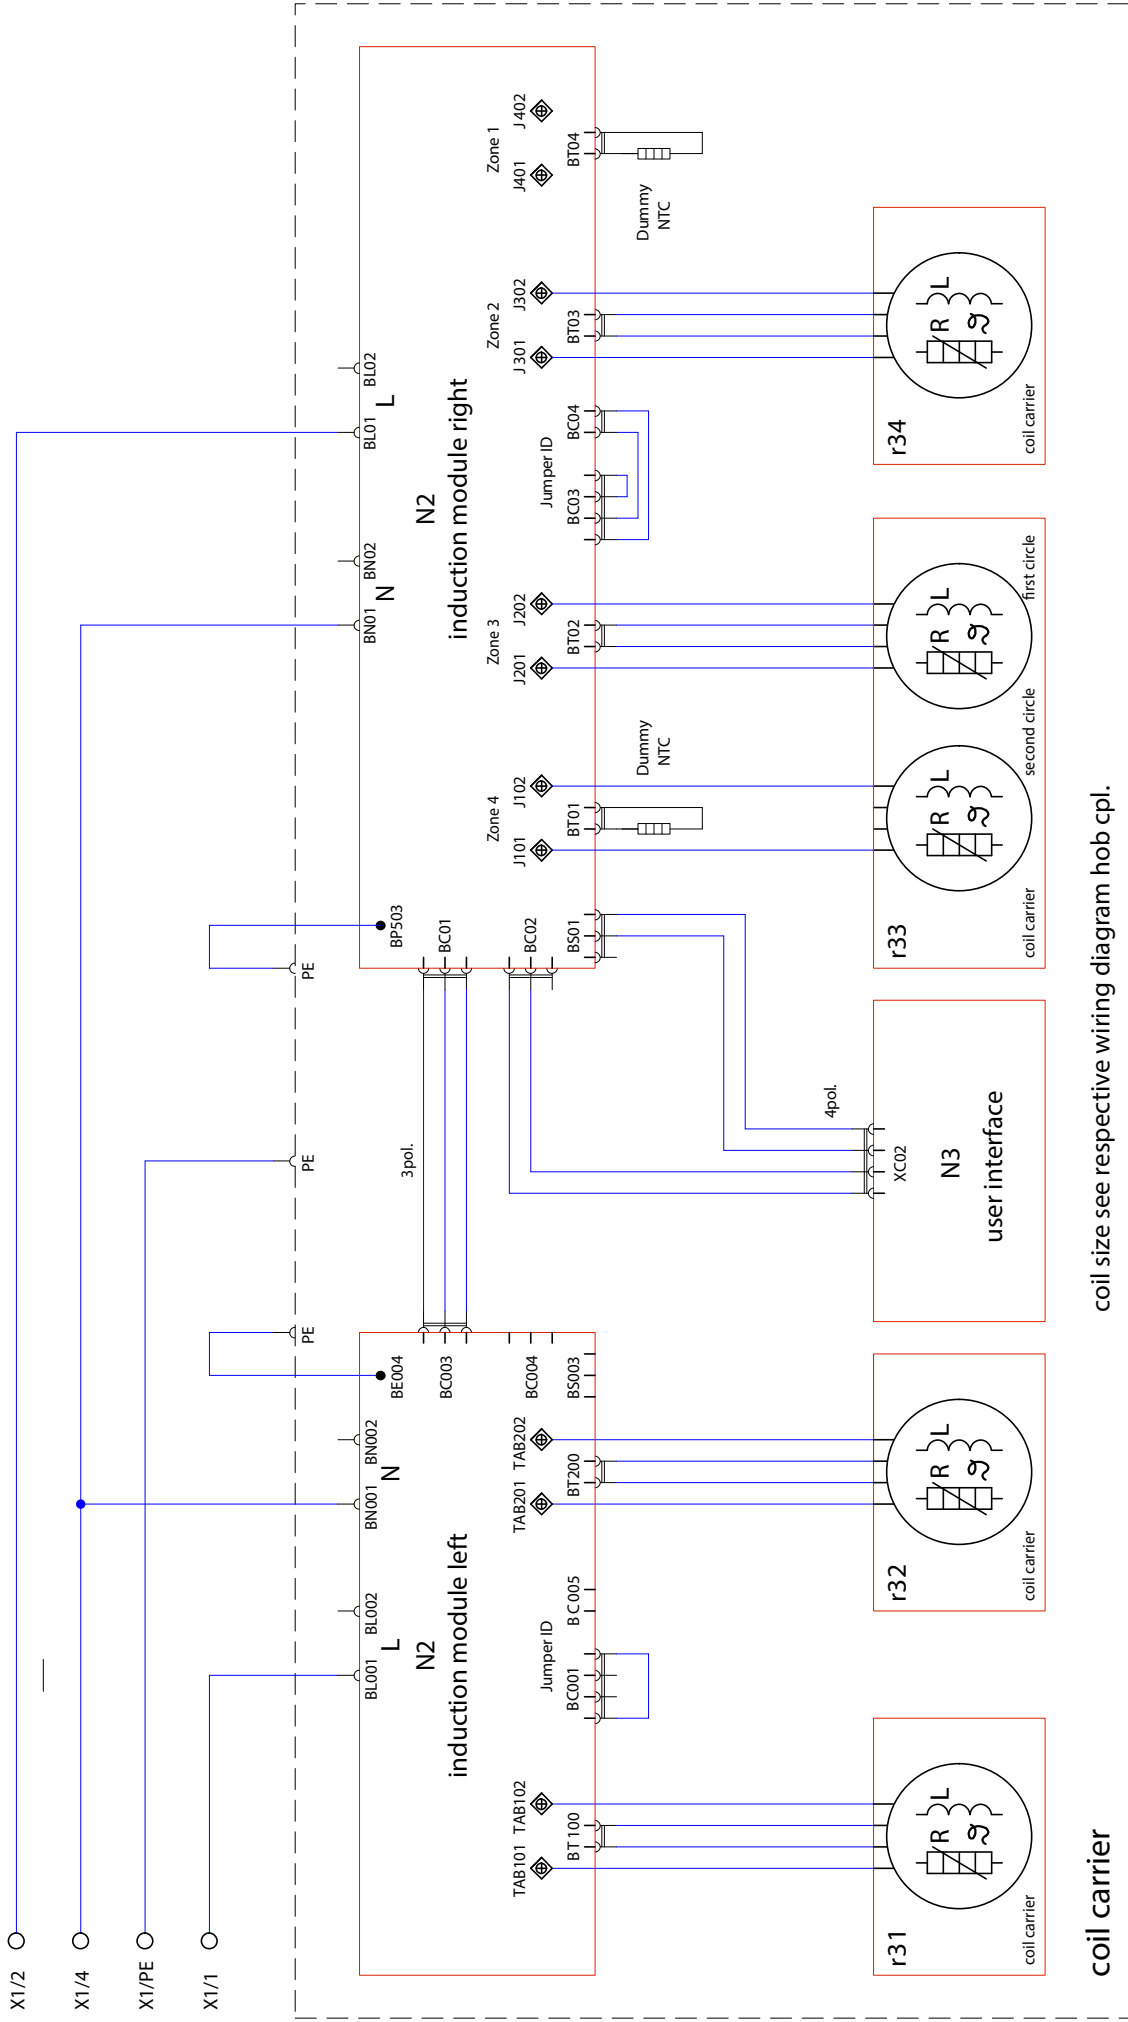 X1/2
X1/4
X1/PE
X1/1
PE
PE
PE
BL001
BL002
BN001
BN002
BE004
L
N
N2
induction module left
BC003
BC004
BS003
TAB101
TAB102
BT100
Jumper ID
BC001
BC005
TAB201
TAB202
BT200
3pol.
BP503
BN01
BN02
BL01
BL02
N
L
N2
induction module right
BC01
BC02
BS01
Zone 4
J101
J102
BT01
Dummy
NTC
Zone 3
J201
J202
BT02
Jumper ID
BC03
BC04
Zone 2
J301
J302
BT03
Zone 1
J401
J402
BT04
Dummy
NTC
4pol.
XC02
N3
user interface
r31
R
L
coil carrier
r32
R
L
coil carrier
r33
R
L
R
L
coil carrier
second circle
first circle
r34
R
L
coil carrier
coil carrier
coil size see respective wiring diagram hob cpl.